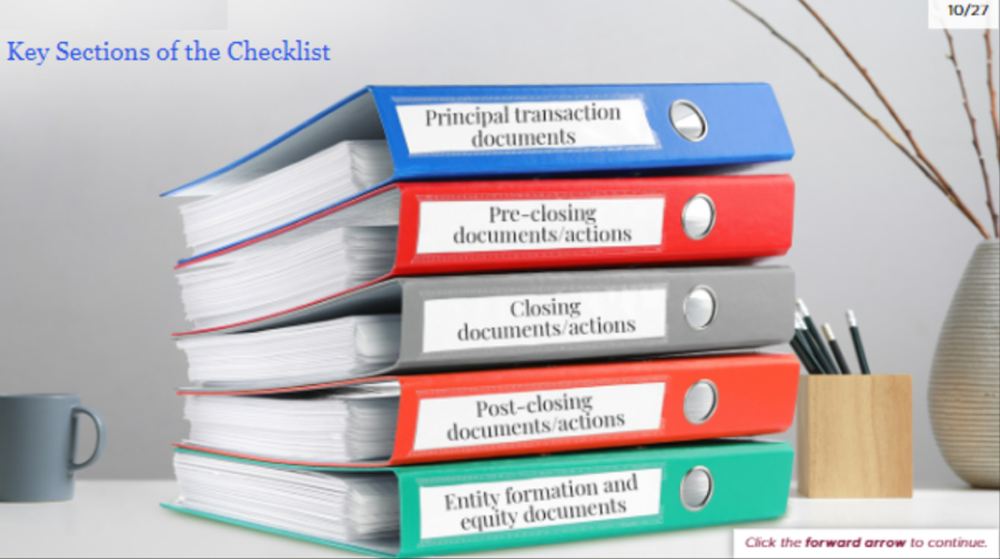 10/27
Key Sections of the Checklist
Principal transaction
documents
Pre-closing
documents/actions
Closing
documents/actions
Post-closing
documents/actions
Entity formation and
equity documents
Click the forward arrow to continue.